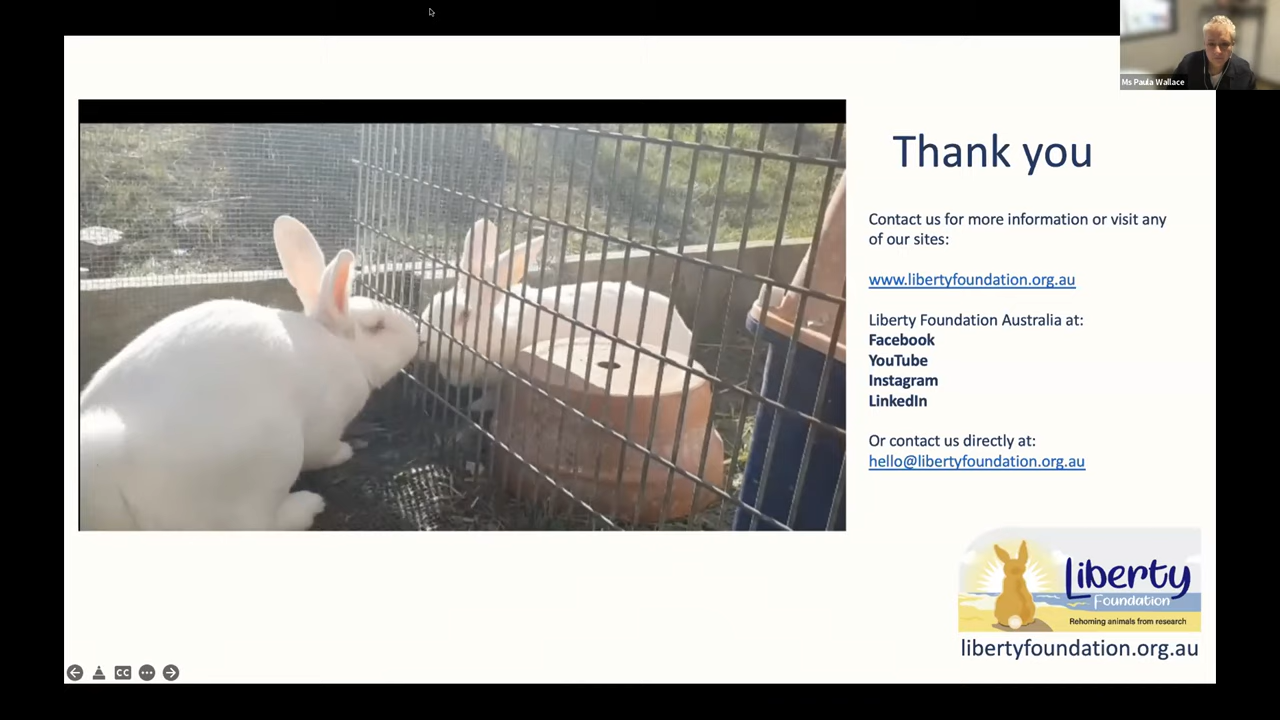 Ms Paula Wallace
Thank you
Contact us for more information or visit any
of our sites:
www.libertyfoundation.org.au
Liberty Foundation Australia at:
Facebook
YouTube
Instagram
LinkedIn
Or contact us directly at:
hello@libertyfoundation.org.au
Liberty
Foundation
Rehoming animals from research
libertyfoundation.org.au
CC